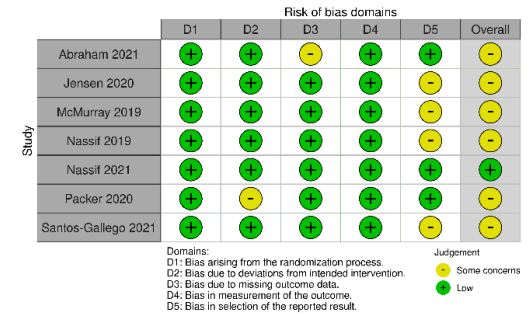 Risk of bias domains
D1 D2 D3 D4 D5 Overall
Abraham 2021 + + - + + -
Jensen 2020 + + + + - -
McMurray 2019 + + + + - -
Nassif 2019 + + + + - -
Nassif 2021 + + + + + +
Packer 2020 + - + + + -
Santos-Gallego 2021 + + + + - -
Study
Domains:
D1: Bias arising from the randomization process.
D2: Bias due to deviations from intended intervention.
D3: Bias due to missing outcome data.
D4: Bias in measurement of the outcome.
D5: Bias in selection of the reported result.
Judgement
- Some concerns
+ Low